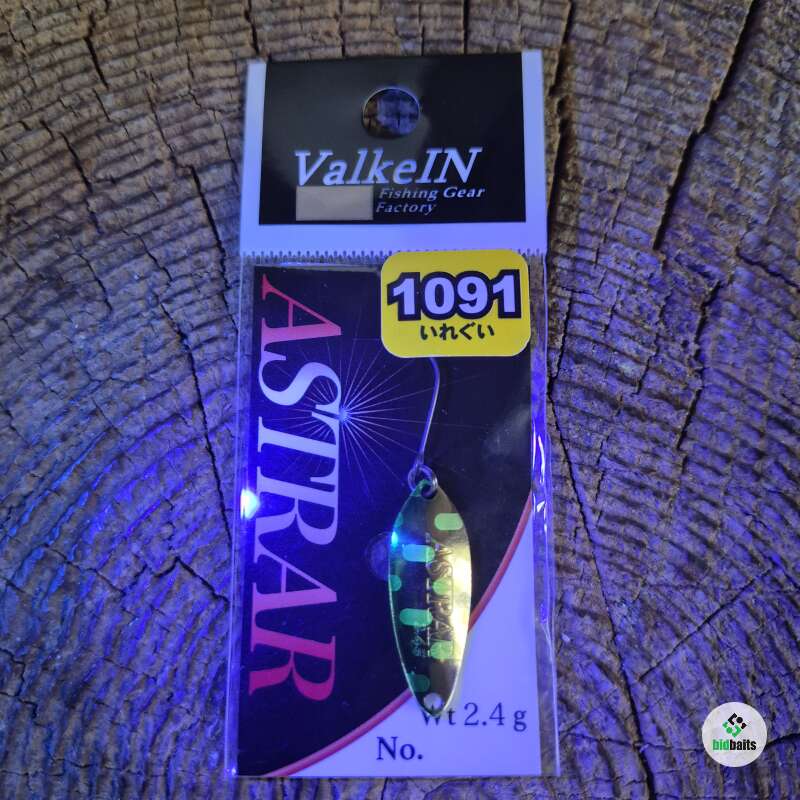 ValkeIN
Fishing Gear
Factory
1091
いれぐい
ASTRAR
ASTRAR
Wt 2.4 g
No.
bidbaits